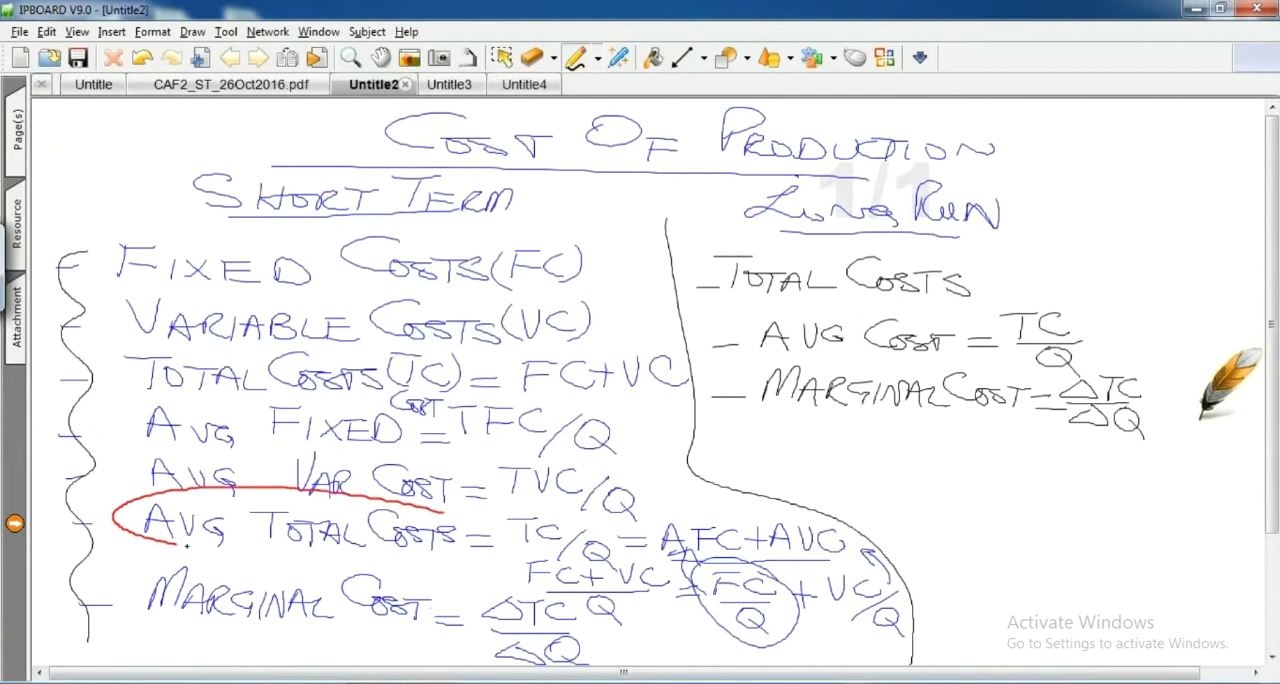 IPBOARD V9.0 - [Untitle2]
File Edit View Insert Format Draw Tool Network Window Subject Help
Untitle CAF2_ST_26Oct2016.pdf Untitle2 Untitle3 Untitle4
Page(s)
Resource
Attachment
1/1
COST OF PRODUCTION
SHORT TERM
FIXED COSTS (FC)
VARIABLE COSTS (VC)
TOTAL COSTS (TC) = FC + VC
AVG FIXED COST = TFC/Q
AVG VAR COST = TVC/Q
AVG TOTAL COSTS = TC/Q = AFC + AVC
FC + VC / Q = FC/Q + VC/Q
MARGINAL COST = ΔTC/ΔQ
LONG RUN
- TOTAL COSTS
- AVG COST = TC/Q
- MARGINAL COST = ΔTC/ΔQ
Activate Windows
Go to Settings to activate Windows.